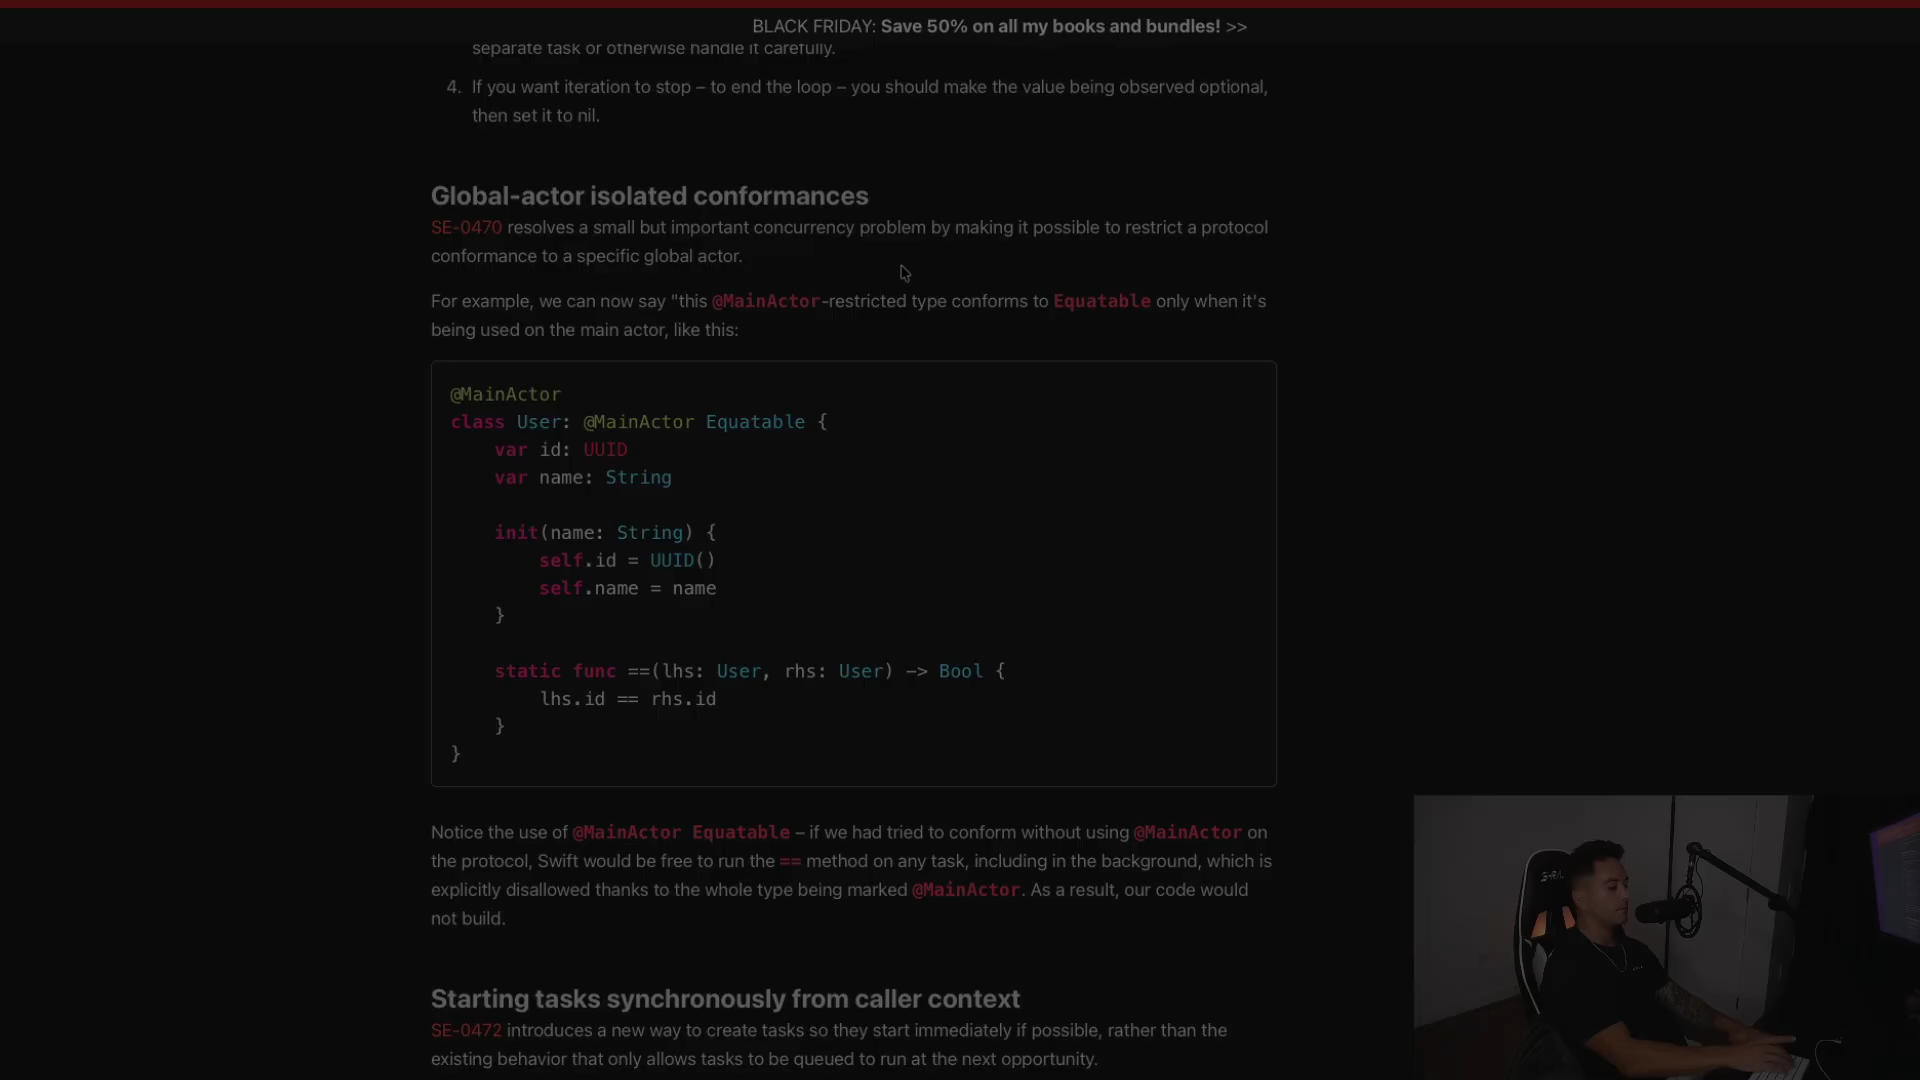 BLACK FRIDAY: Save 50% on all my books and bundles! >>
separate task or otherwise handle it carefully.
4. If you want iteration to stop – to end the loop – you should make the value being observed optional,
then set it to nil.
Global-actor isolated conformances
SE-0470 resolves a small but important concurrency problem by making it possible to restrict a protocol
conformance to a specific global actor.
For example, we can now say "this @MainActor-restricted type conforms to Equatable only when it's
being used on the main actor, like this:
@MainActor
class User: @MainActor Equatable {
    var id: UUID
    var name: String
    init(name: String) {
        self.id = UUID()
        self.name = name
    }
    static func ==(lhs: User, rhs: User) -> Bool {
        lhs.id == rhs.id
    }
}
Notice the use of @MainActor Equatable – if we had tried to conform without using @MainActor on
the protocol, Swift would be free to run the == method on any task, including in the background, which is
explicitly disallowed thanks to the whole type being marked @MainActor. As a result, our code would
not build.
Starting tasks synchronously from caller context
SE-0472 introduces a new way to create tasks so they start immediately if possible, rather than the
existing behavior that only allows tasks to be queued to run at the next opportunity.